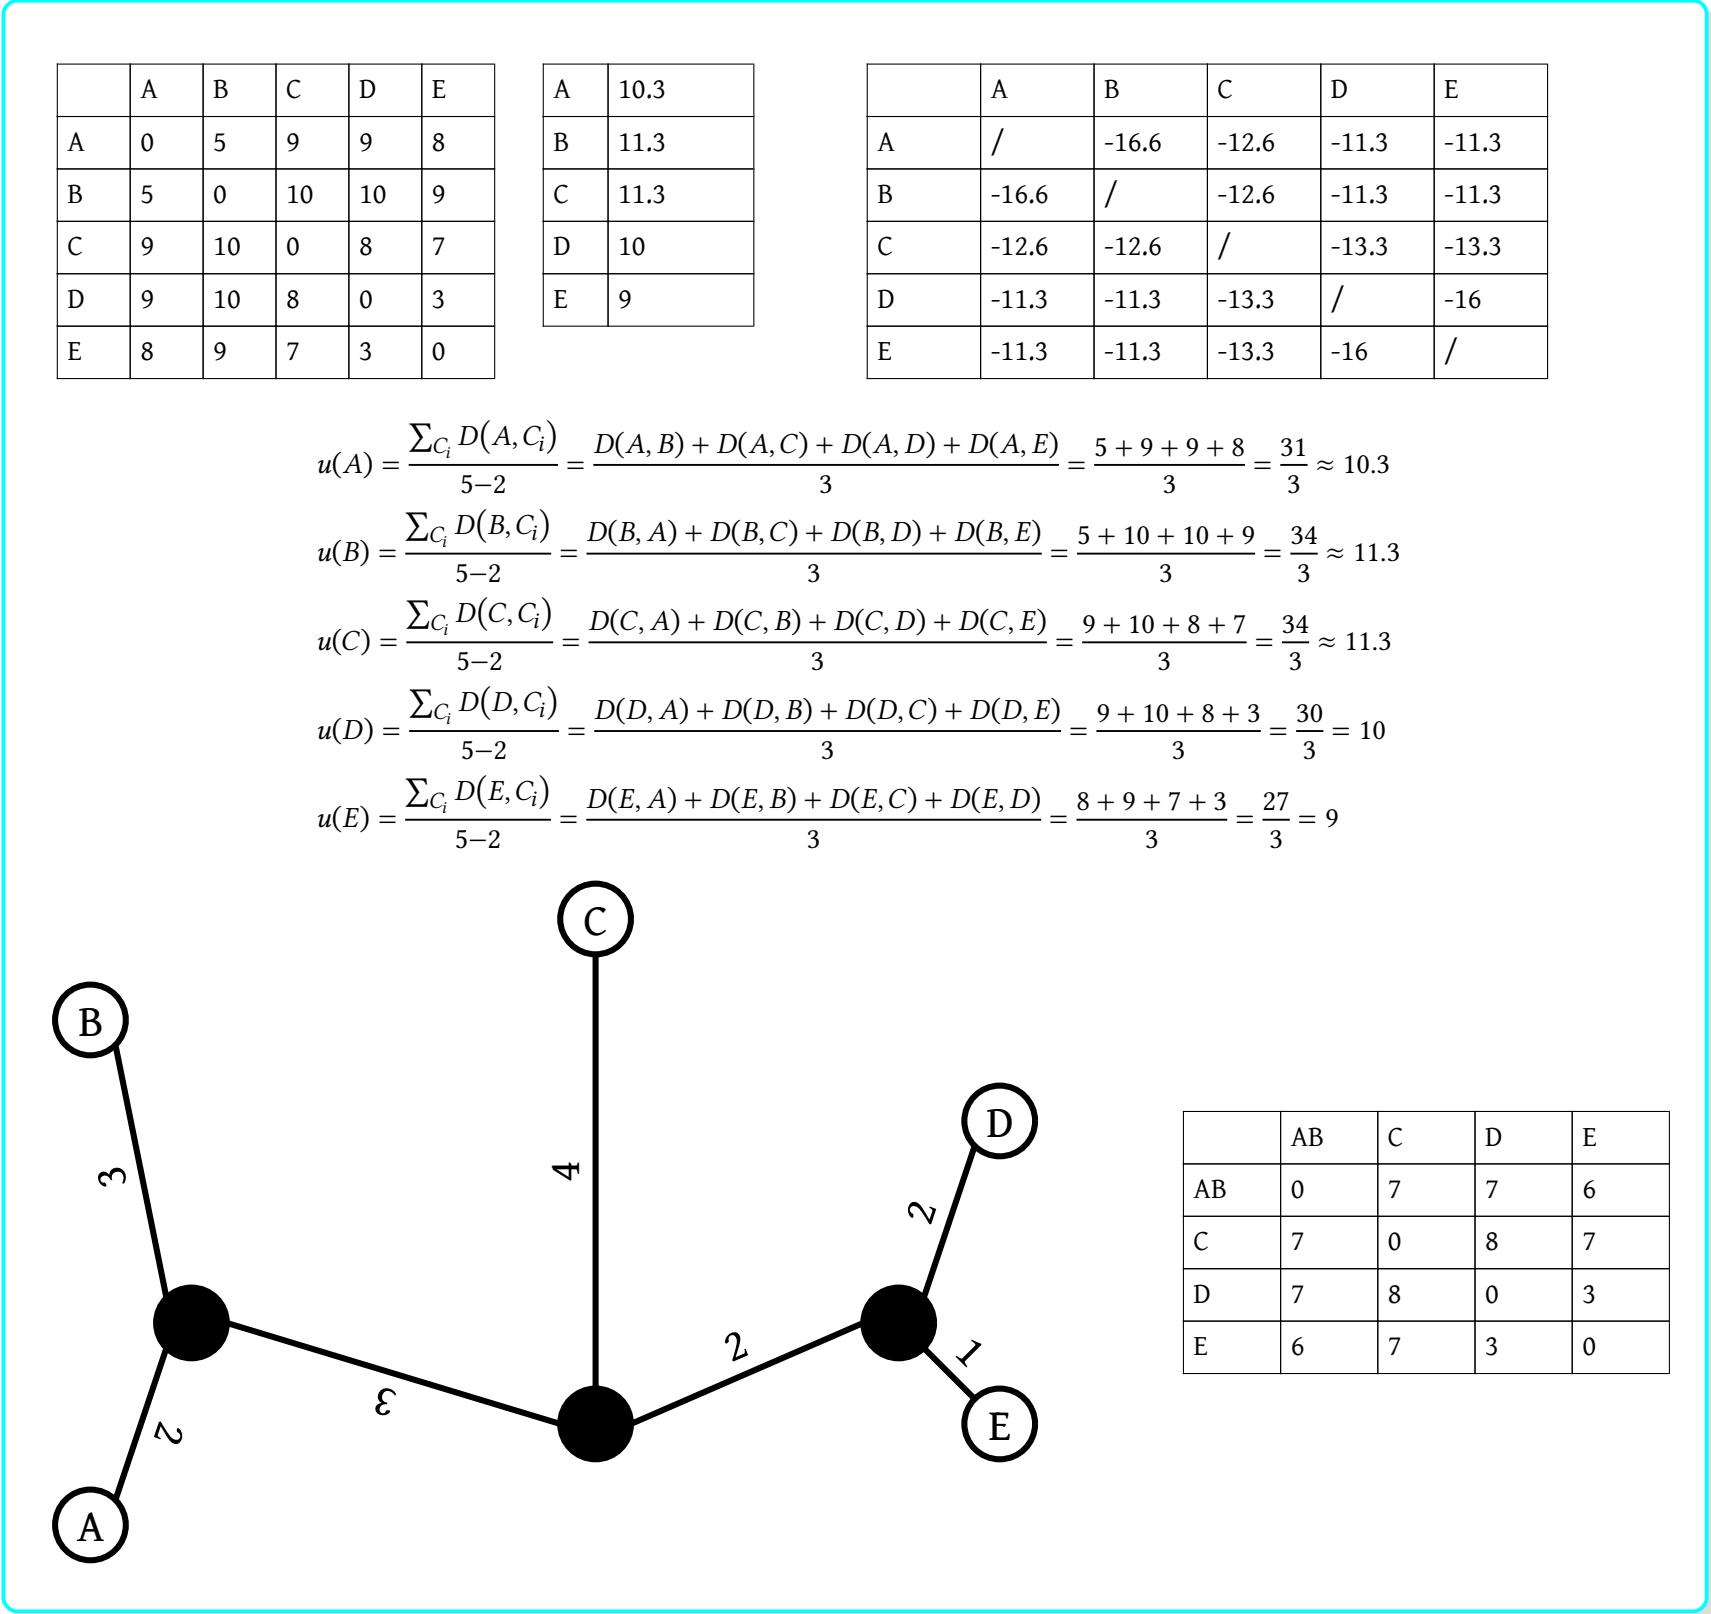 A B C D E
A 0 5 9 9 8
B 5 0 10 10 9
C 9 10 0 8 7
D 9 10 8 0 3
E 8 9 7 3 0
A 10.3
B 11.3
C 11.3
D 10
E 9
A B C D E
A / -16.6 -12.6 -11.3 -11.3
B -16.6 / -12.6 -11.3 -11.3
C -12.6 -12.6 / -13.3 -13.3
D -11.3 -11.3 -13.3 / -16
E -11.3 -11.3 -13.3 -16 /
u(A) = ∑_{C_i} D(A, C_i) / 5−2 = D(A, B) + D(A, C) + D(A, D) + D(A, E) / 3 = 5 + 9 + 9 + 8 / 3 = 31 / 3 ≈ 10.3
u(B) = ∑_{C_i} D(B, C_i) / 5−2 = D(B, A) + D(B, C) + D(B, D) + D(B, E) / 3 = 5 + 10 + 10 + 9 / 3 = 34 / 3 ≈ 11.3
u(C) = ∑_{C_i} D(C, C_i) / 5−2 = D(C, A) + D(C, B) + D(C, D) + D(C, E) / 3 = 9 + 10 + 8 + 7 / 3 = 34 / 3 ≈ 11.3
u(D) = ∑_{C_i} D(D, C_i) / 5−2 = D(D, A) + D(D, B) + D(D, C) + D(D, E) / 3 = 9 + 10 + 8 + 3 / 3 = 30 / 3 = 10
u(E) = ∑_{C_i} D(E, C_i) / 5−2 = D(E, A) + D(E, B) + D(E, C) + D(E, D) / 3 = 8 + 9 + 7 + 3 / 3 = 27 / 3 = 9
C
B
D
3
4
2
2
1
3
2
E
A
AB C D E
AB 0 7 7 6
C 7 0 8 7
D 7 8 0 3
E 6 7 3 0